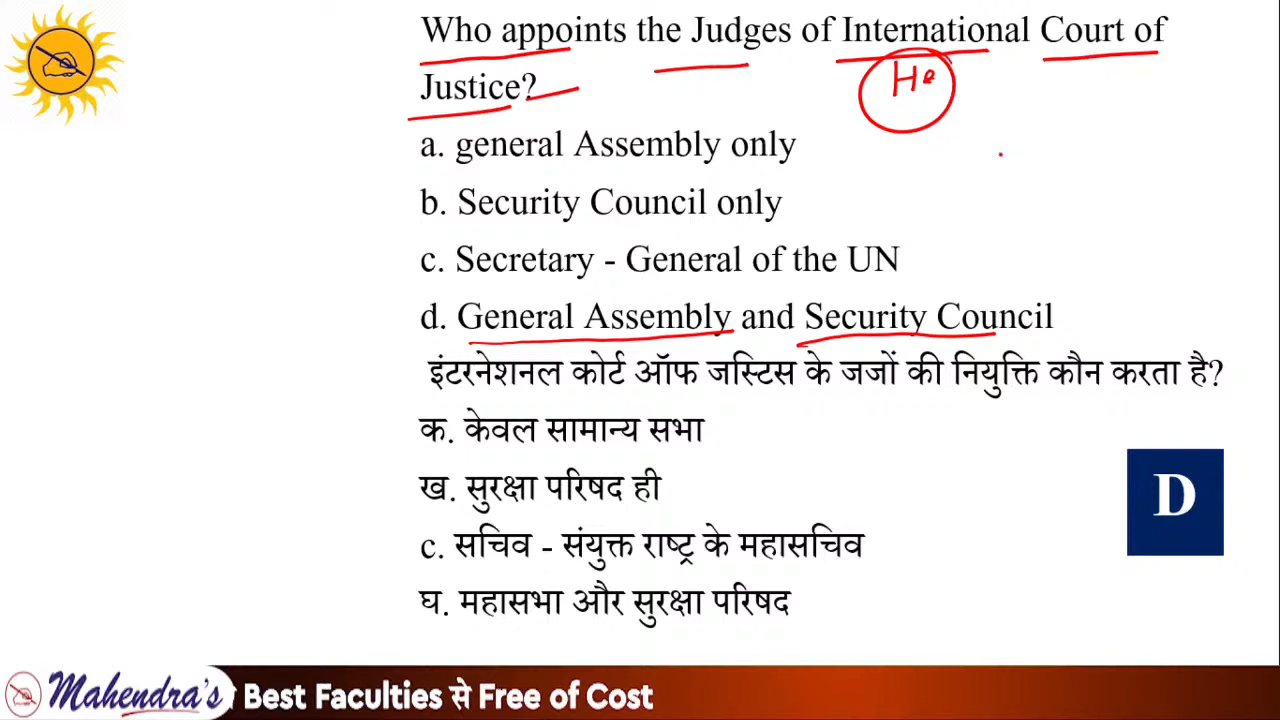 Who appoints the Judges of International Court of
Justice?
He
a. general Assembly only
b. Security Council only
c. Secretary - General of the UN
d. General Assembly and Security Council
इंटरनेशनल कोर्ट ऑफ जस्टिस के जजों की नियुक्ति कौन करता है?
क. केवल सामान्य सभा
ख. सुरक्षा परिषद ही
D
c. सचिव - संयुक्त राष्ट्र के महासचिव
घ. महासभा और सुरक्षा परिषद
Mahendra's Best Faculties से Free of Cost